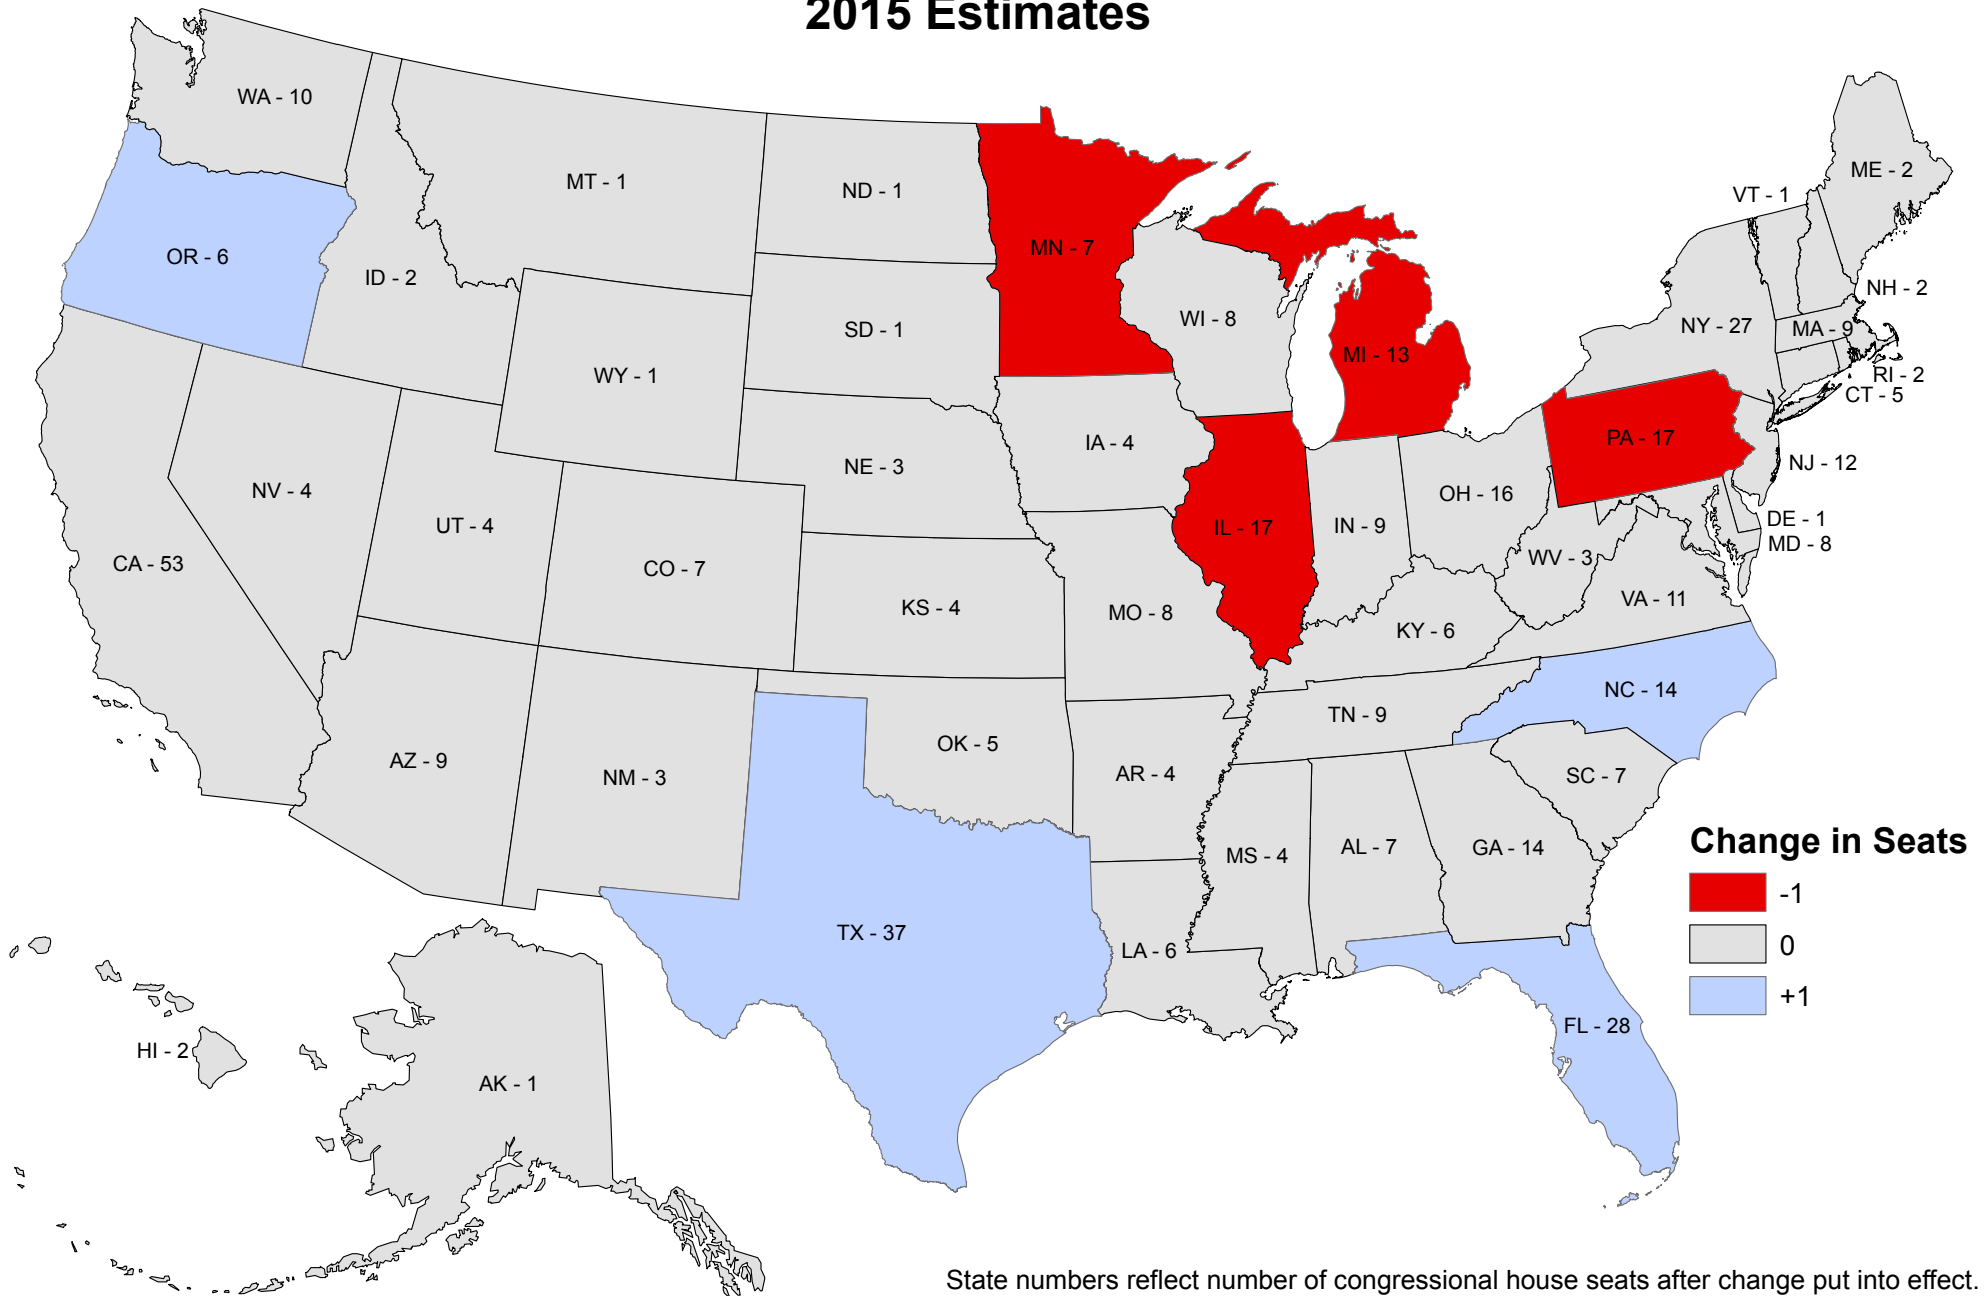 2015 Estimates
WA - 10
MT - 1
ND - 1
MN - 7
VT - 1
ME - 2
OR - 6
ID - 2
SD - 1
WI - 8
MI - 13
NY - 27
NH - 2
MA - 9
RI - 2
CT - 5
WY - 1
NE - 3
IA - 4
IL - 17
IN - 9
OH - 16
PA - 17
NJ - 12
DE - 1
MD - 8
NV - 4
UT - 4
CO - 7
CA - 53
KS - 4
MO - 8
KY - 6
WV - 3
VA - 11
NC - 14
TN - 9
AZ - 9
NM - 3
OK - 5
AR - 4
SC - 7
MS - 4
AL - 7
GA - 14
TX - 37
LA - 6
FL - 28
HI - 2
AK - 1
Change in Seats
-1
0
+1
State numbers reflect number of congressional house seats after change put into effect.